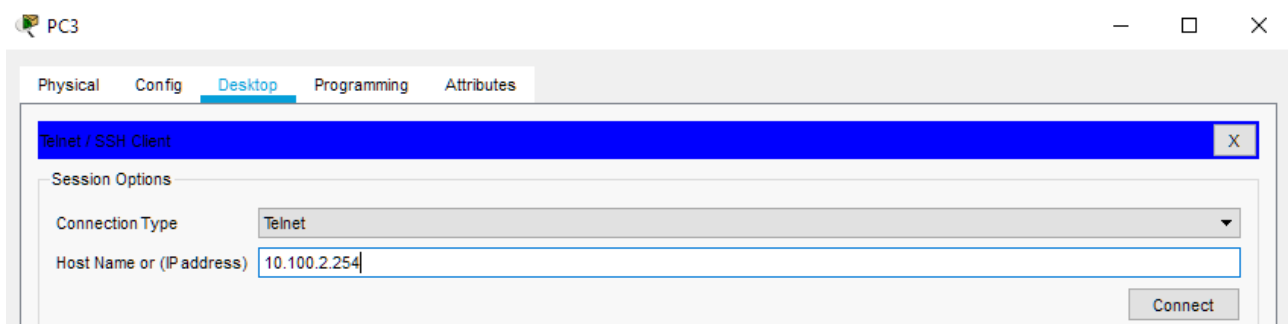 PC3
Physical Config Desktop Programming Attributes
Telnet / SSH Client X
Session Options
Connection Type Telnet
Host Name or (IP address) 10.100.2.254
Connect